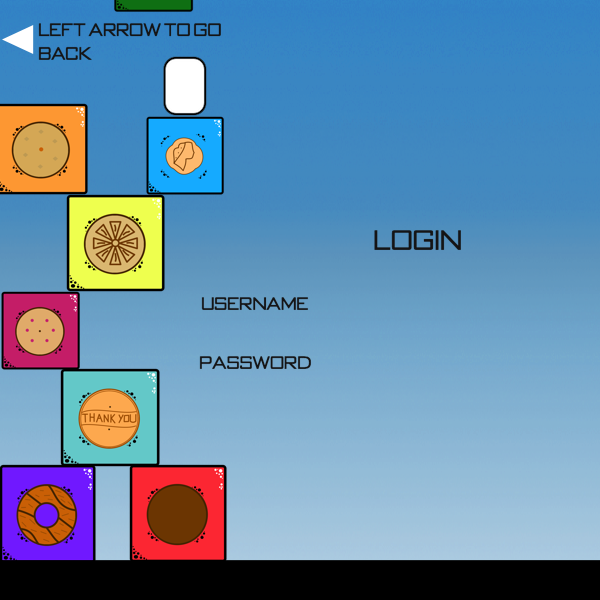 LEFT ARROW TO GO
BACK
LOGIN
USERNAME
PASSWORD
THANK YOU